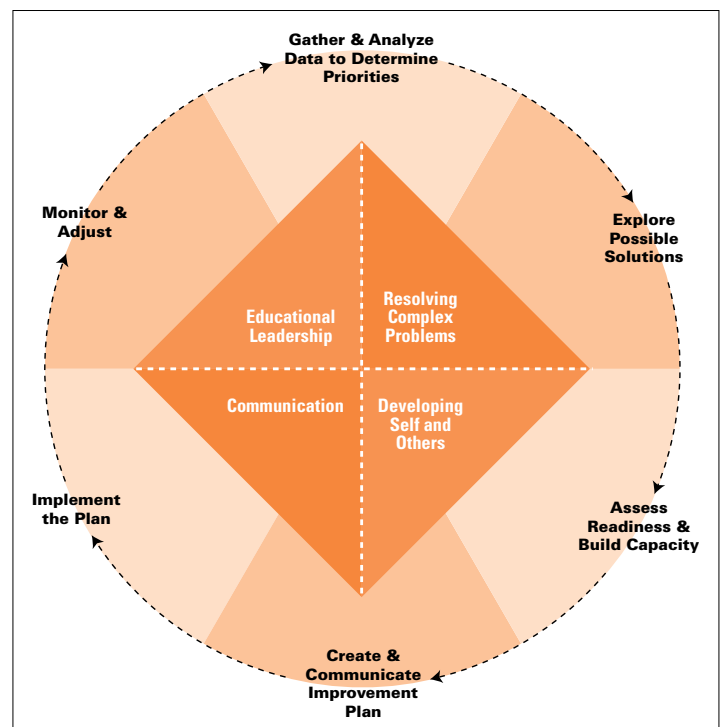 Gather & Analyze
Data to Determine
Priorities
Explore
Possible
Solutions
Assess
Readiness &
Build Capacity
Create &
Communicate
Improvement
Plan
Implement
the Plan
Monitor &
Adjust
Educational
Leadership
Resolving
Complex
Problems
Communication
Developing
Self and
Others